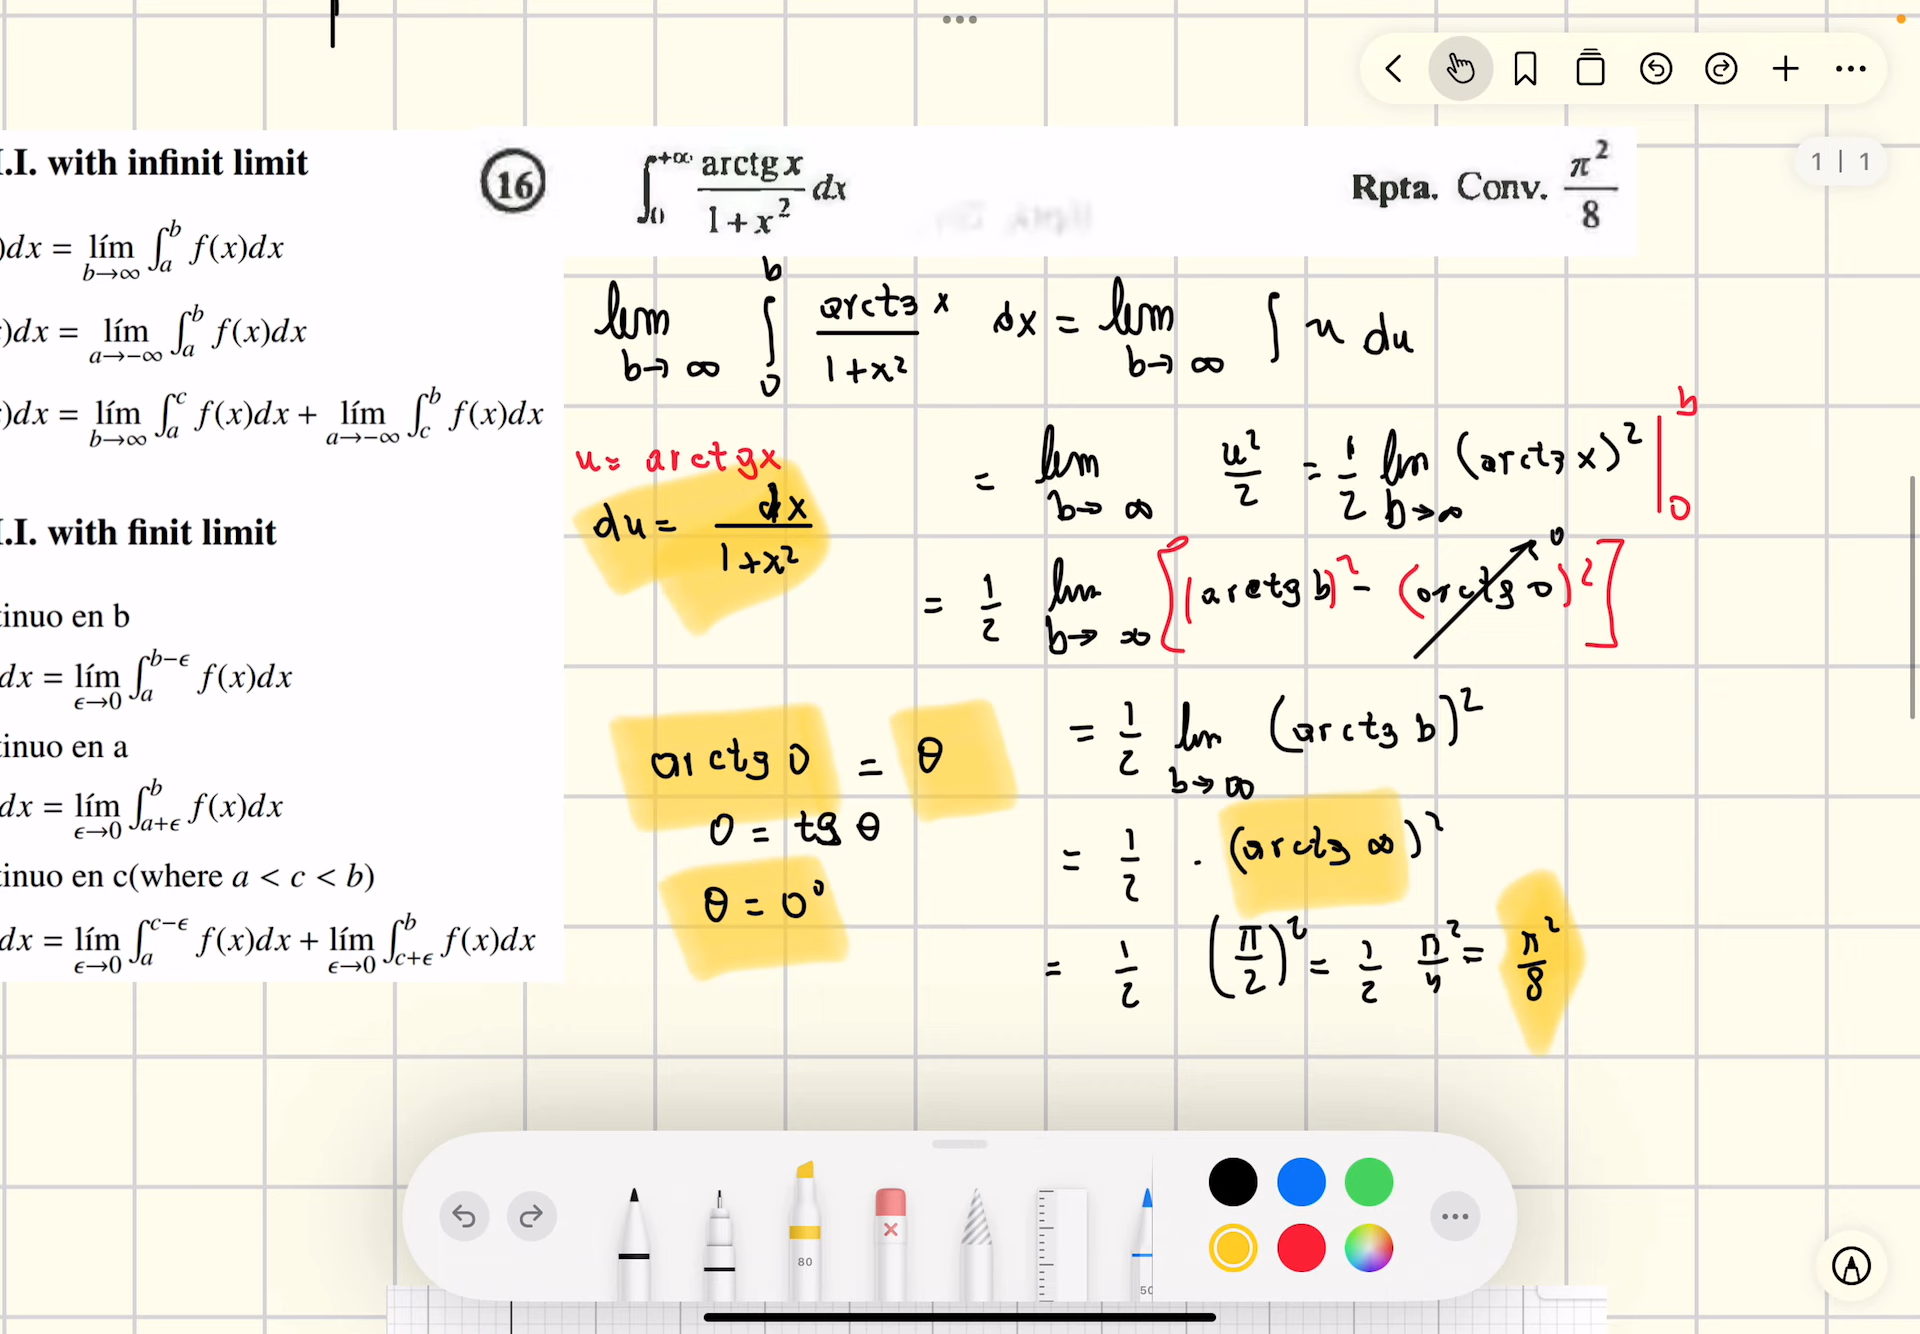 .I. with infinit limit
)dx = lím b→∞ ∫_a^b f(x)dx
)dx = lím a→−∞ ∫_a^b f(x)dx
)dx = lím b→∞ ∫_a^c f(x)dx + lím a→−∞ ∫_c^b f(x)dx
.I. with finit limit
tinuo en b
dx = lím ϵ→0 ∫_a^{b−ϵ} f(x)dx
tinuo en a
dx = lím ϵ→0 ∫_{a+ϵ}^b f(x)dx
tinuo en c(where a < c < b)
dx = lím ϵ→0 ∫_a^{c−ϵ} f(x)dx + lím ϵ→0 ∫_{c+ϵ}^b f(x)dx
16 ∫_0^{+∞} arctg x / 1 + x² dx Rpta. Conv. π²/8
1 | 1
lim b→∞ ∫_0^b arctg x / 1+x² dx = lim b→∞ ∫ u du
u = arctgx
du = dx / 1+x²
= lim b→∞ u²/2 = 1/2 lim b→∞ (arctg x)² |_0^b
= 1/2 lim b→∞ [(arctg b)² − (arctg 0)²] 0
= 1/2 lim b→∞ (arctg b)²
arctg 0 = θ
0 = tg θ
θ = 0°
= 1/2 · (arctg ∞)²
= 1/2 (π/2)² = 1/2 π²/4 = π²/8
80
50